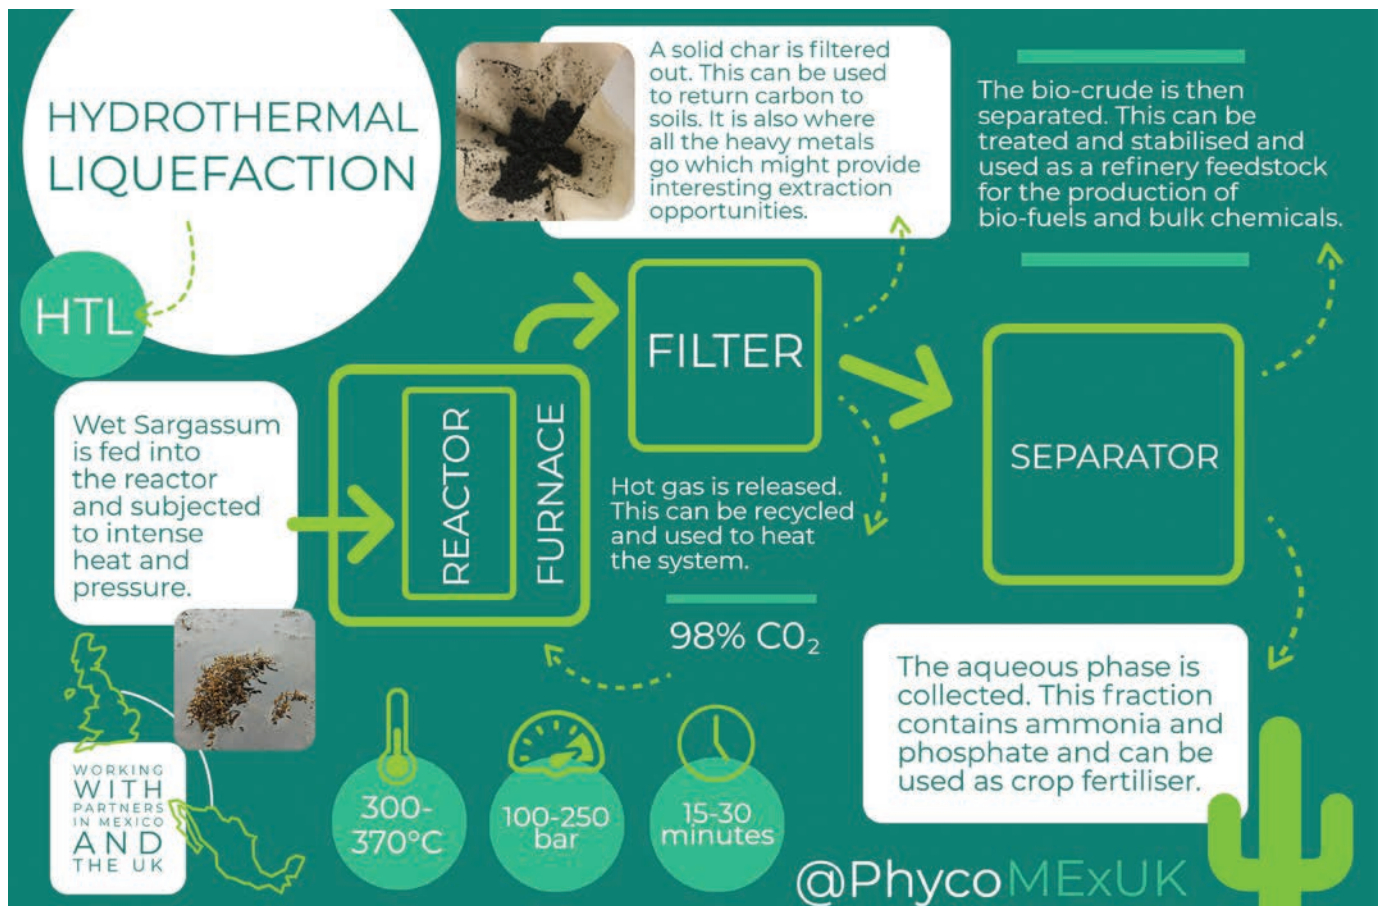 HYDROTHERMAL
LIQUEFACTION
HTL
Wet Sargassum
is fed into
the reactor
and subjected
to intense
heat and
pressure.
REACTOR
FURNACE
FILTER
A solid char is filtered
out. This can be used
to return carbon to
soils. It is also where
all the heavy metals
go which might provide
interesting extraction
opportunities.
Hot gas is released.
This can be recycled
and used to heat
the system.
98% C0₂
SEPARATOR
The bio-crude is then
separated. This can be
treated and stabilised and
used as a refinery feedstock
for the production of
bio-fuels and bulk chemicals.
The aqueous phase is
collected. This fraction
contains ammonia and
phosphate and can be
used as crop fertiliser.
300-
370°C
100-250
bar
15-30
minutes
WORKING
WITH
PARTNERS
IN MEXICO
AND
THE UK
@PhycoMExUK